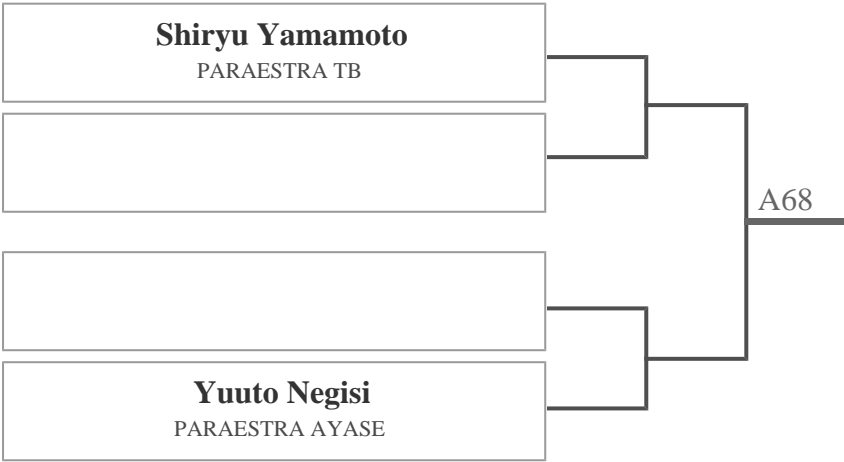 Shiryu Yamamoto
PARAESTRA TB
A68
Yuuto Negisi
PARAESTRA AYASE